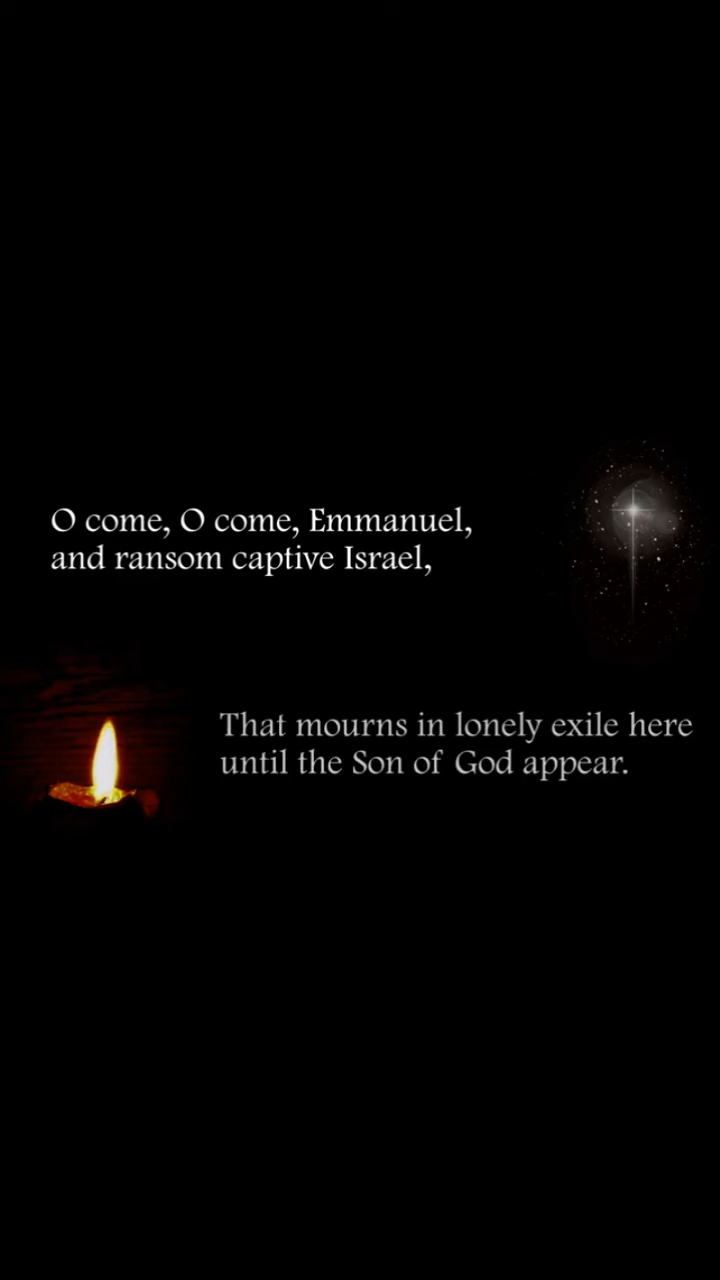 O come, O come, Emmanuel,
and ransom captive Israel,
That mourns in lonely exile here
until the Son of God appear.